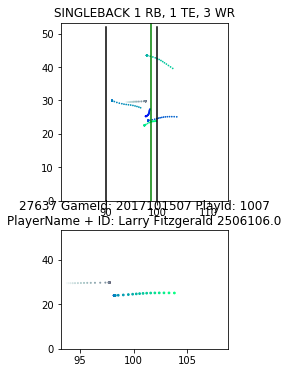 SINGLEBACK 1 RB, 1 TE, 3 WR
50
40
30
20
10
0
90 100 110
27637 GameId: 2017101507 PlayId: 1007
PlayerName + ID: Larry Fitzgerald 2506106.0
40
20
0
95 100 105